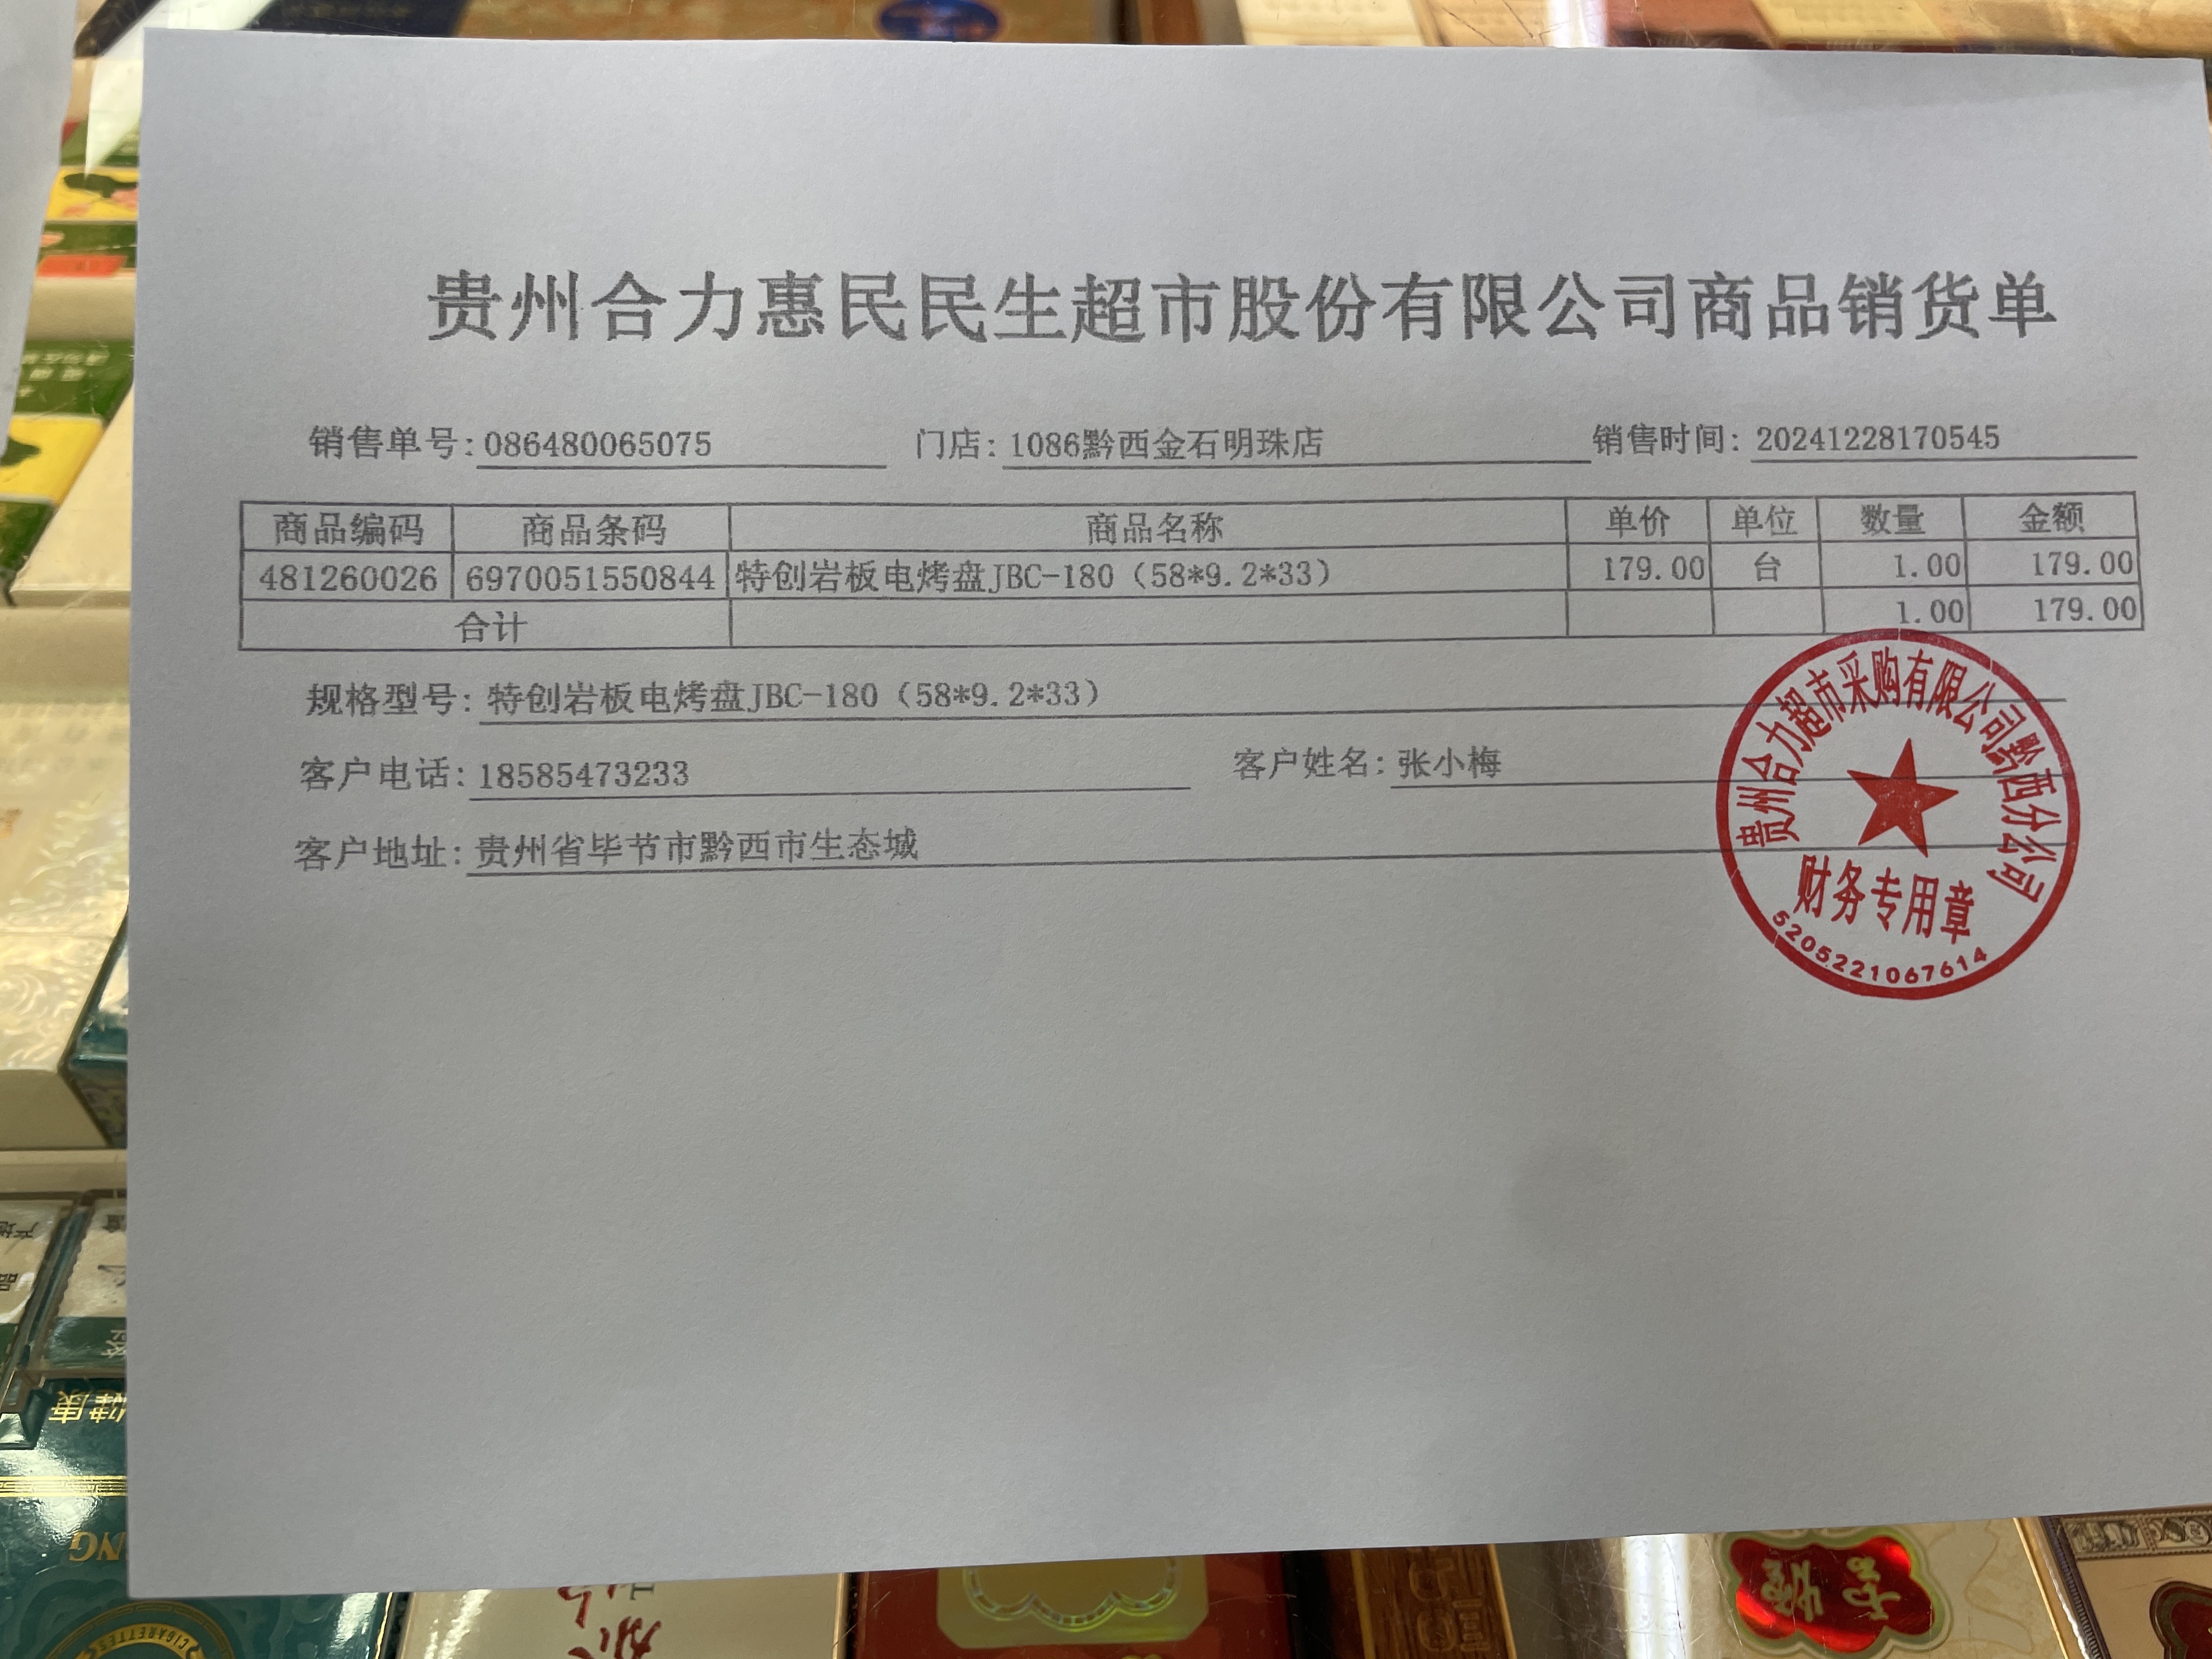 贵州合力惠民民生超市股份有限公司商品销货单
销售单号: 086480065075 门店: 1086黔西金石明珠店 销售时间: 20241228170545
商品编码 商品条码 商品名称 单价 单位 数量 金额
481260026 6970051550844 特创岩板电烤盘JBC-180（58*9.2*33） 179.00 台 1.00 179.00
合计 1.00 179.00
规格型号: 特创岩板电烤盘JBC-180（58*9.2*33）
客户电话: 18585473233 客户姓名: 张小梅
客户地址: 贵州省毕节市黔西市生态城
贵州合力超市采购有限公司黔西分公司
财务专用章
5205221067614
健康
CIGARETTES